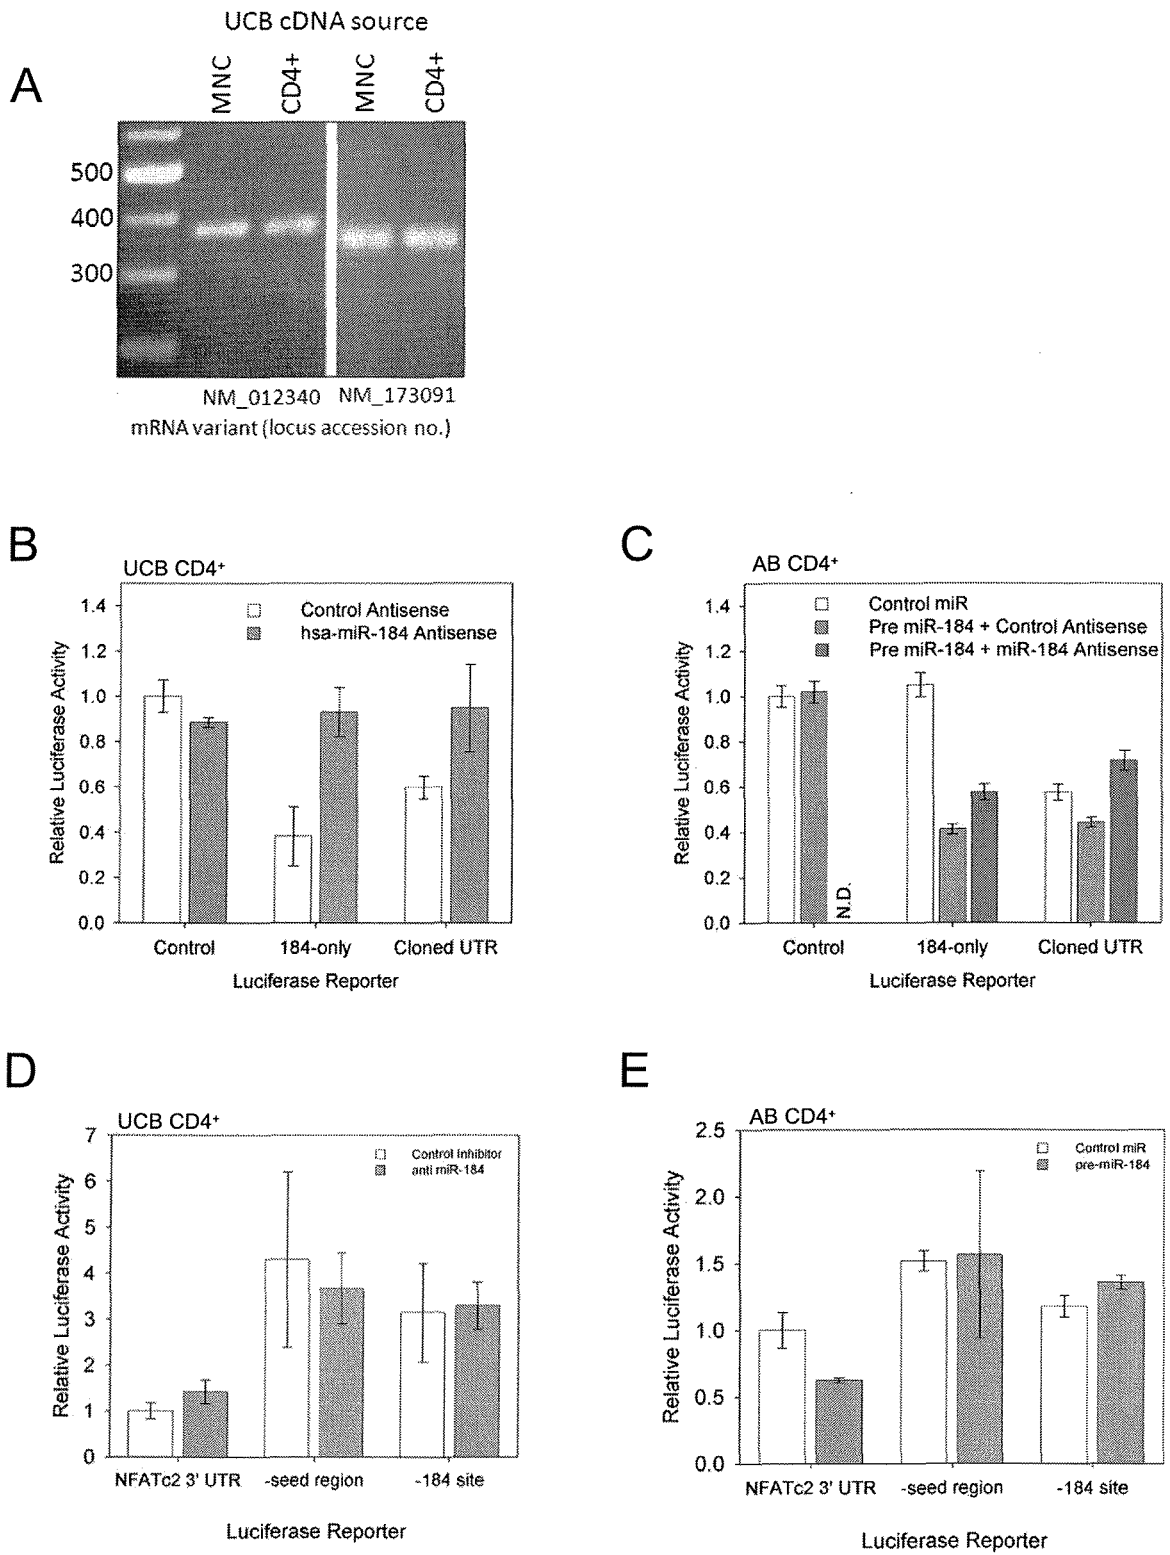 UCB cDNA source
A
MNC
CD4+
MNC
CD4+
500
400
300
NM_012340
NM_173091
mRNA variant (locus accession no.)
B
UCB CD4+
Control Antisense
hsa-miR-184 Antisense
Relative Luciferase Activity
1.4
1.2
1.0
0.8
0.6
0.4
0.2
0.0
Control
184-only
Cloned UTR
Luciferase Reporter
C
AB CD4+
Control miR
Pre miR-184 + Control Antisense
Pre miR-184 + miR-184 Antisense
Relative Luciferase Activity
1.4
1.2
1.0
0.8
0.6
0.4
0.2
0.0
N.D.
Control
184-only
Cloned UTR
Luciferase Reporter
D
UCB CD4+
Control Inhibitor
anti miR-184
Relative Luciferase Activity
7
6
5
4
3
2
1
0
NFATc2 3' UTR
-seed region
-184 site
Luciferase Reporter
E
AB CD4+
Control miR
pre-miR-184
Relative Luciferase Activity
2.5
2.0
1.5
1.0
0.5
0.0
NFATc2 3' UTR
-seed region
-184 site
Luciferase Reporter